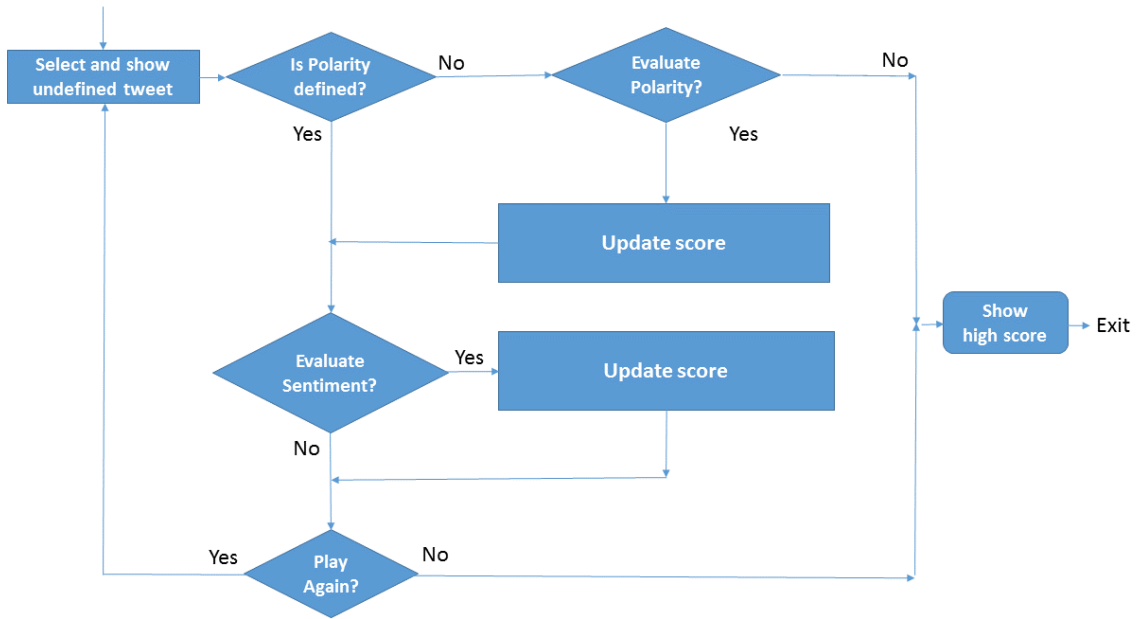 Select and show
undefined tweet
Is Polarity
defined?
No
Evaluate
Polarity?
No
Yes
Yes
Update score
Show
high score
Exit
Evaluate
Sentiment?
Yes
Update score
No
Yes
Play
Again?
No